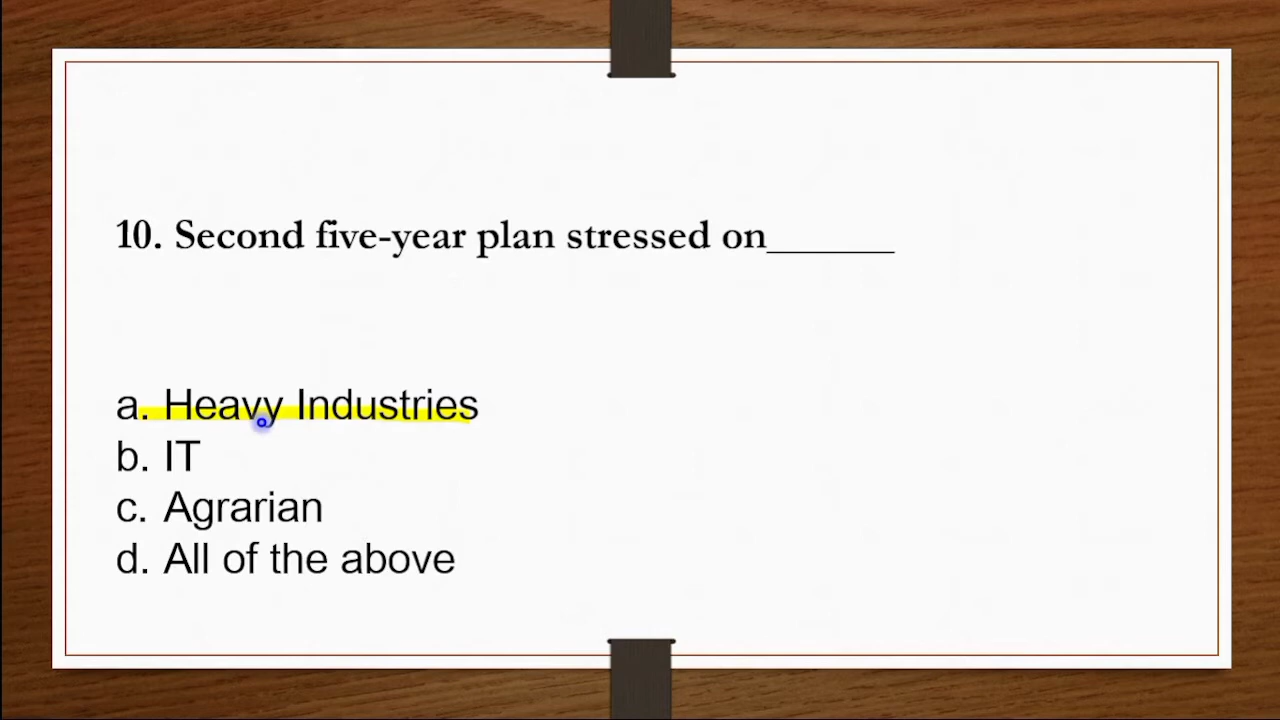 10. Second five-year plan stressed on______
a. Heavy Industries
b. IT
c. Agrarian
d. All of the above